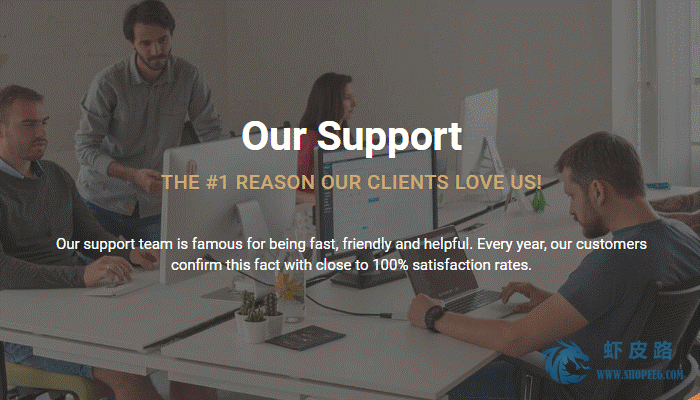 Our Support
THE #1 REASON OUR CLIENTS LOVE US!
Our support team is famous for being fast, friendly and helpful. Every year, our customers
confirm this fact with close to 100% satisfaction rates.
虾皮路
WWW.SHOPEE6.COM